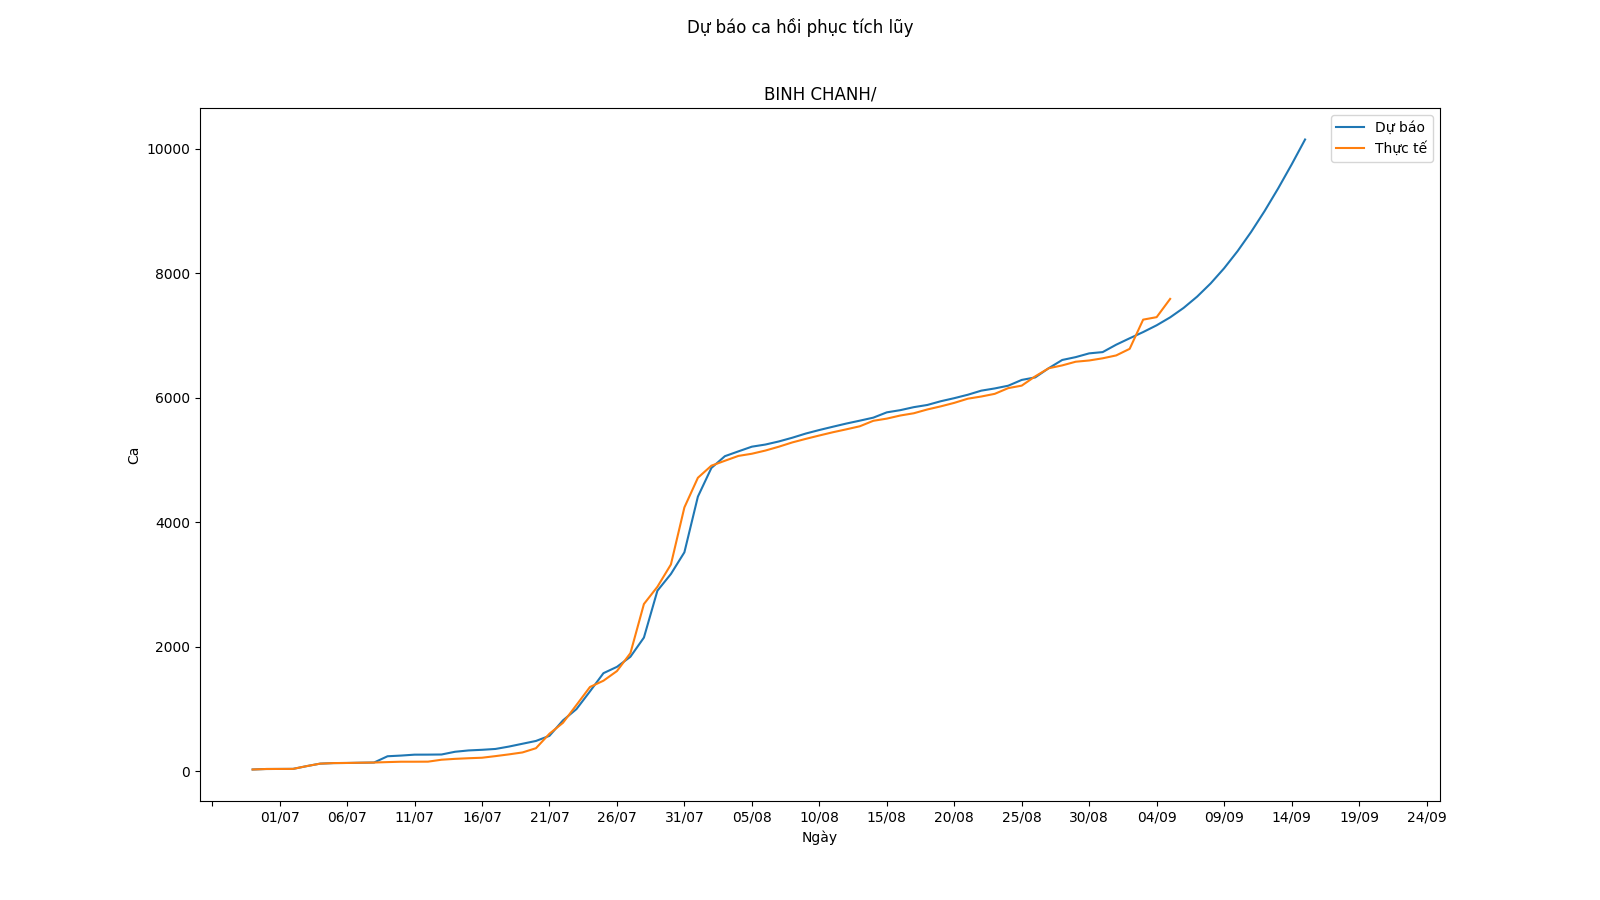 Dự báo ca hồi phục tích lũy
BINH CHANH/
Dự báo
Thực tế
10000
8000
6000
4000
2000
0
Ca
01/07 06/07 11/07 16/07 21/07 26/07 31/07 05/08 10/08 15/08 20/08 25/08 30/08 04/09 09/09 14/09 19/09 24/09
Ngày